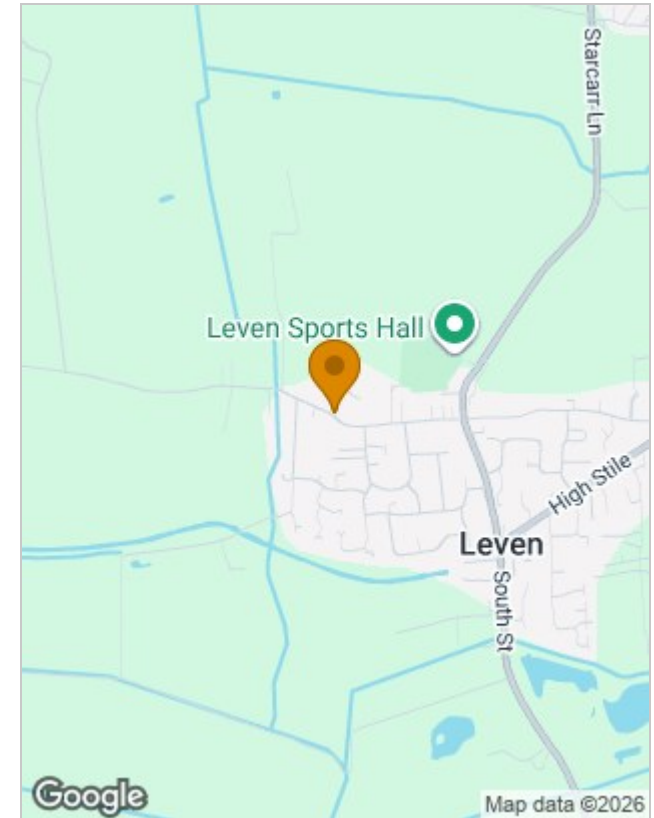 Starcarr Ln
Leven Sports Hall
High Stile
Leven
South St
Google
Map data ©2026